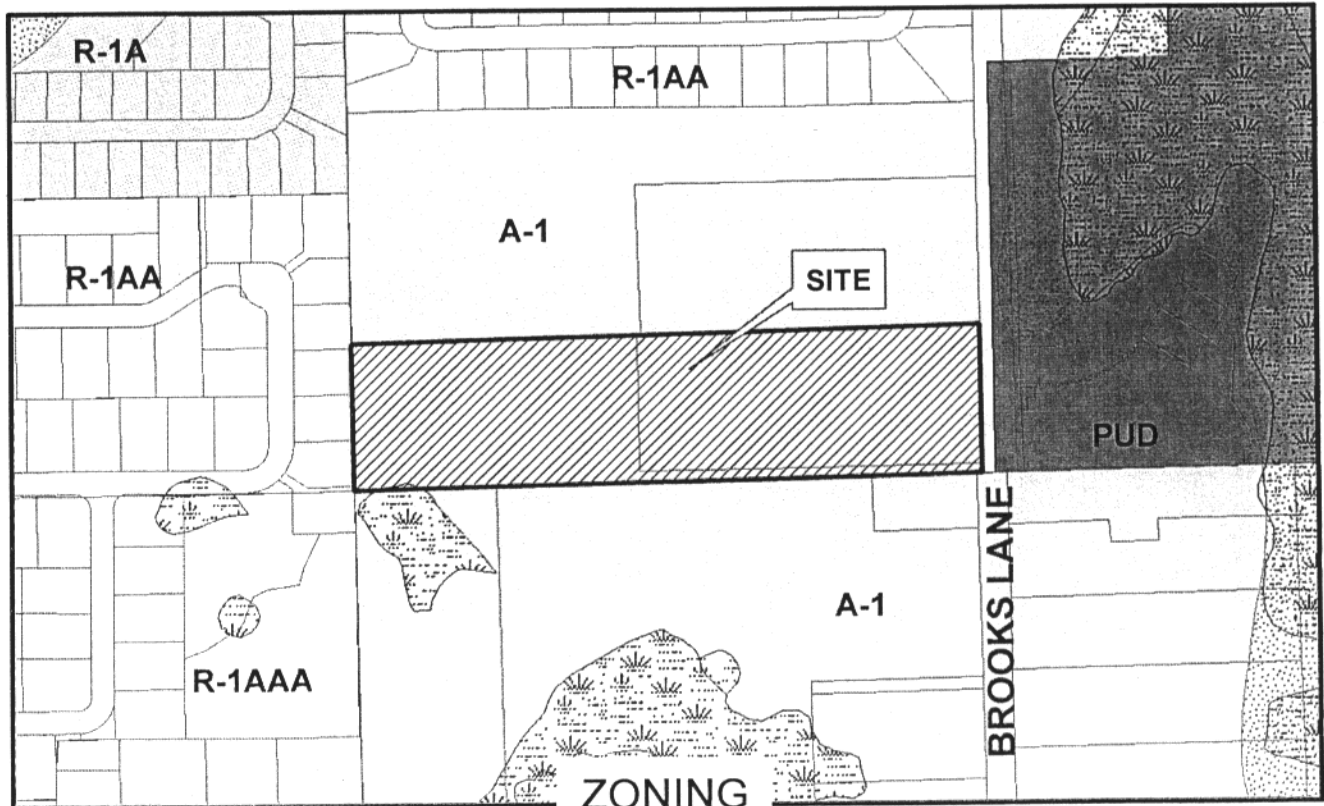 R-1A
R-1AA
A-1
R-1AA
SITE
PUD
BROOKS LANE
A-1
R-1AAA
ZONING